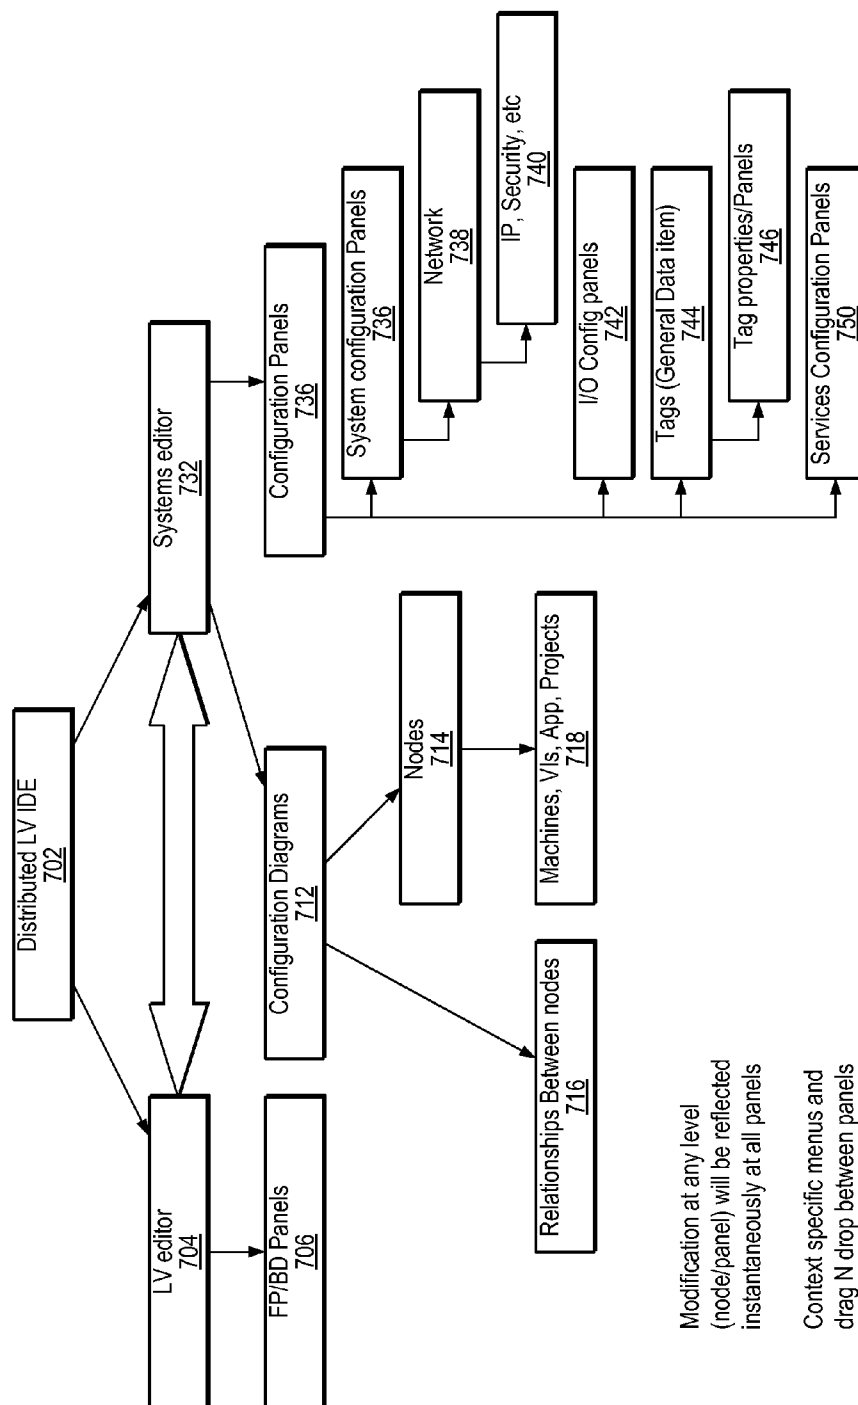 Distributed LV IDE
702
LV editor
704
Systems editor
732
FP/BD Panels
706
Configuration Diagrams
712
Configuration Panels
736
System configuration Panels
736
Nodes
714
Network
738
IP, Security, etc
740
Relationships Between nodes
716
Machines, VIs, App, Projects
718
I/O Config panels
742
Tags (General Data item)
744
Tag properties/Panels
746
Services Configuration Panels
750
Modification at any level
(node/panel) will be reflected
instantaneously at all panels
Context specific menus and
drag N drop between panels